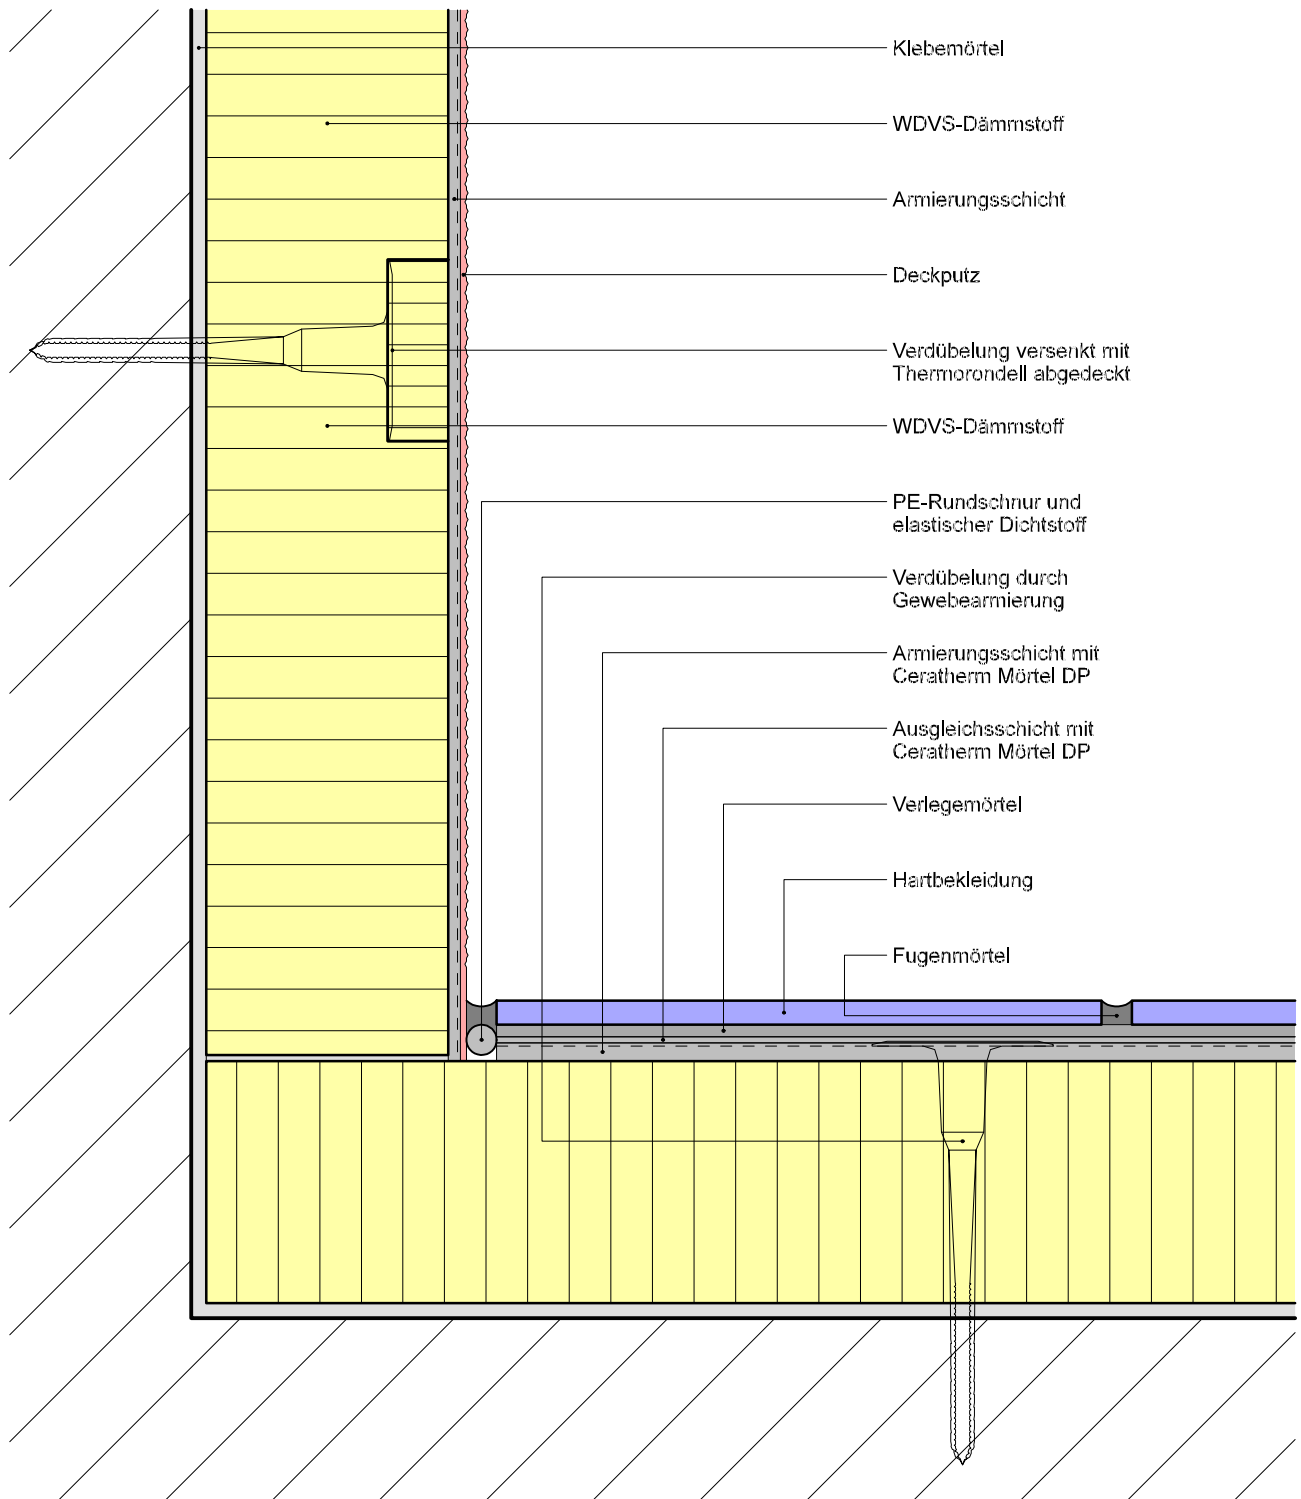 Klebemörtel
WDVS-Dämmstoff
Armierungsschicht
Deckputz
Verdübelung versenkt mit
Thermorondell abgedeckt
WDVS-Dämmstoff
PE-Rundschnur und
elastischer Dichtstoff
Verdübelung durch
Gewebearmierung
Armierungsschicht mit
Ceratherm Mörtel DP
Ausgleichsschicht mit
Ceratherm Mörtel DP
Verlegemörtel
Hartbekleidung
Fugenmörtel